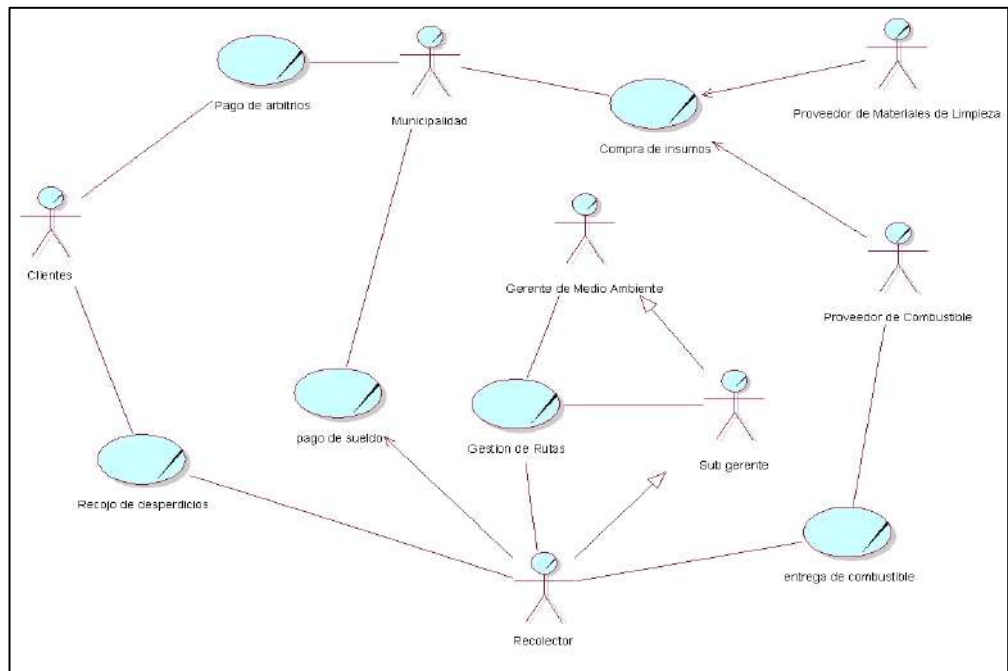 Pago de arbitrios
Municipalidad
Proveedor de Materiales de Limpieza
Compra de insumos
Clientes
Gerente de Medio Ambiente
Proveedor de Combustible
pago de sueldo
Gestion de Rutas
Sub gerente
Recojo de desperdicios
entrega de combustible
Recolector